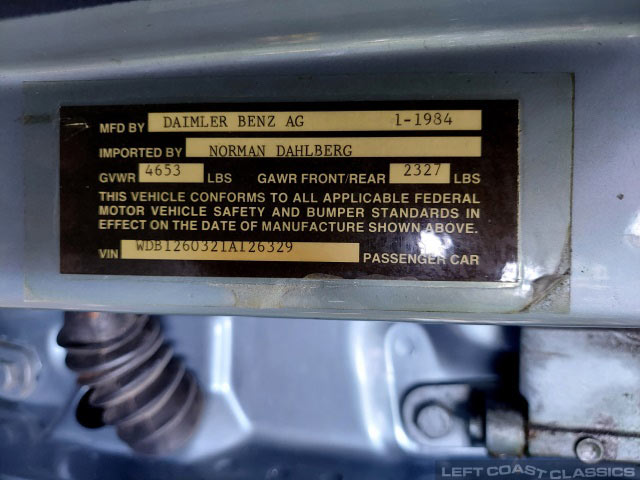 MFD BY DAIMLER BENZ AG 1-1984
IMPORTED BY NORMAN DAHLBERG
GVWR 4653 LBS GAWR FRONT/REAR 2327 LBS
THIS VEHICLE CONFORMS TO ALL APPLICABLE FEDERAL
MOTOR VEHICLE SAFETY AND BUMPER STANDARDS IN
EFFECT ON THE DATE OF MANUFACTURE SHOWN ABOVE.
VIN WDB1260321A126329 PASSENGER CAR
LEFT COAST CLASSICS